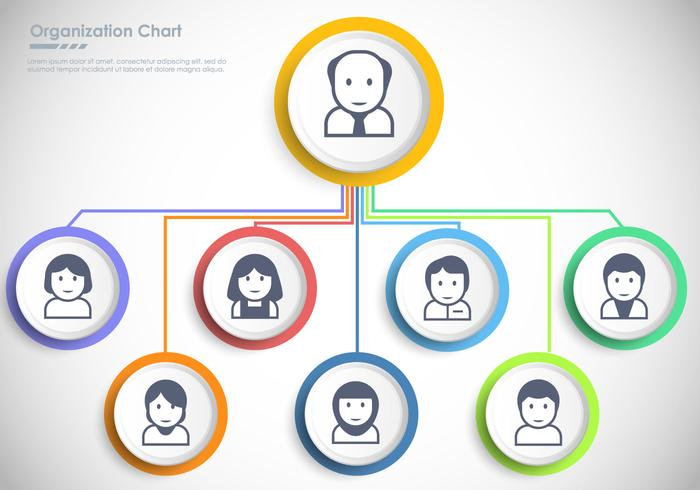 Organization Chart
Lorem ipsum dolor sit amet, consectetur adipiscing elit, sed do
eiusmod tempor incididunt ut labore et dolore magna aliqua.